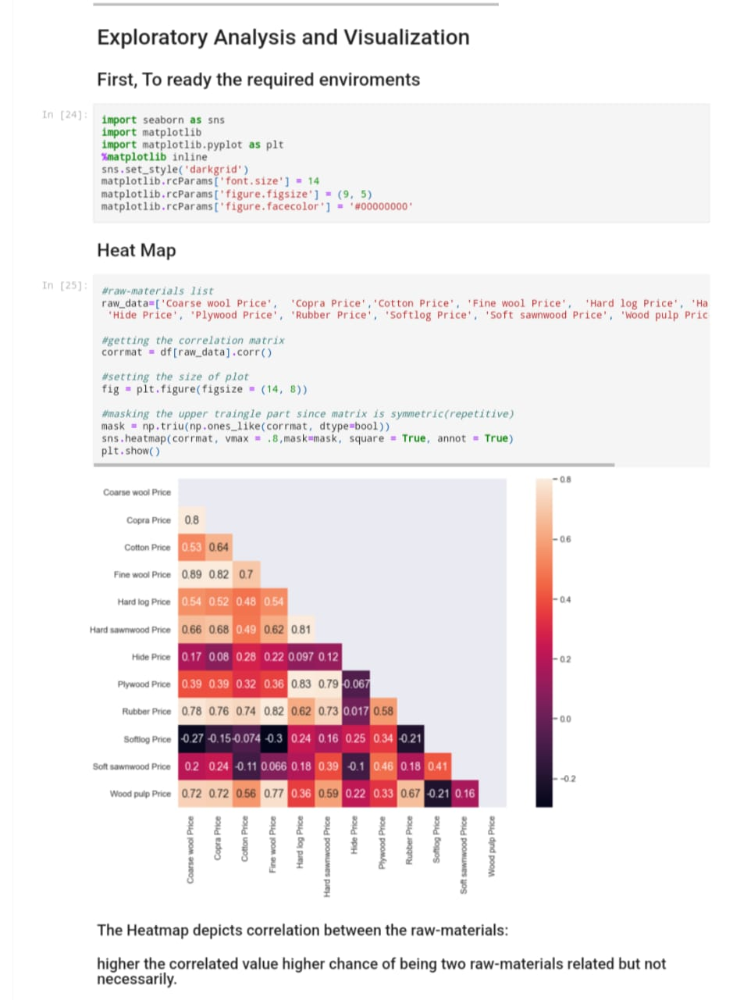 Exploratory Analysis and Visualization
First, To ready the required enviroments
In [24]:
import seaborn as sns
import matplotlib
import matplotlib.pyplot as plt
%matplotlib inline
sns.set_style('darkgrid')
matplotlib.rcParams['font.size'] = 14
matplotlib.rcParams['figure.figsize'] = (9, 5)
matplotlib.rcParams['figure.facecolor'] = '#00000000'
Heat Map
In [25]:
#raw-materials list
raw_data=['Coarse wool Price',  'Copra Price','Cotton Price', 'Fine wool Price',  'Hard log Price', 'Ha
'Hide Price', 'Plywood Price', 'Rubber Price', 'Softlog Price', 'Soft sawnwood Price', 'Wood pulp Pric
#getting the correlation matrix
corrmat = df[raw_data].corr()
#setting the size of plot
fig = plt.figure(figsize = (14, 8))
#masking the upper traingle part since matrix is symmetric(repetitive)
mask = np.triu(np.ones_like(corrmat, dtype=bool))
sns.heatmap(corrmat, vmax = .8,mask=mask, square = True, annot = True)
plt.show()
Coarse wool Price
Copra Price 0.8
Cotton Price 0.53 0.64
Fine wool Price 0.89 0.82 0.7
Hard log Price 0.54 0.52 0.48 0.54
Hard sawnwood Price 0.66 0.68 0.49 0.62 0.81
Hide Price 0.17 0.08 0.28 0.22 0.097 0.12
Plywood Price 0.39 0.39 0.32 0.36 0.83 0.79 -0.067
Rubber Price 0.78 0.76 0.74 0.82 0.62 0.73 0.017 0.58
Softlog Price -0.27 -0.15 -0.074 -0.3 0.24 0.16 0.25 0.34 -0.21
Soft sawnwood Price 0.2 0.24 -0.11 0.066 0.18 0.39 -0.1 0.46 0.18 0.41
Wood pulp Price 0.72 0.72 0.56 0.77 0.36 0.59 0.22 0.33 0.67 -0.21 0.16
Coarse wool Price
Copra Price
Cotton Price
Fine wool Price
Hard log Price
Hard sawnwood Price
Hide Price
Plywood Price
Rubber Price
Softlog Price
Soft sawnwood Price
Wood pulp Price
0.8
0.6
0.4
0.2
0.0
-0.2
The Heatmap depicts correlation between the raw-materials:
higher the correlated value higher chance of being two raw-materials related but not
necessarily.